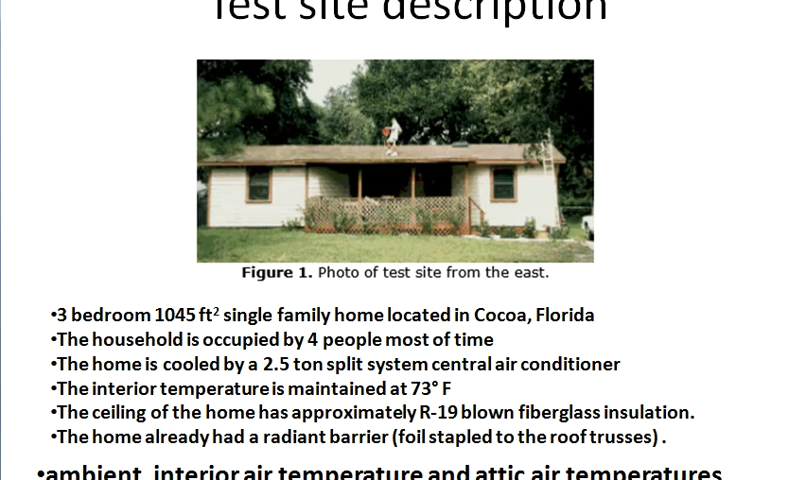 Test site description
Figure 1. Photo of test site from the east.
•3 bedroom 1045 ft² single family home located in Cocoa, Florida
•The household is occupied by 4 people most of time
•The home is cooled by a 2.5 ton split system central air conditioner
•The interior temperature is maintained at 73° F
•The ceiling of the home has approximately R-19 blown fiberglass insulation.
•The home already had a radiant barrier (foil stapled to the roof trusses) .
•ambient, interior air temperature and attic air temperatures